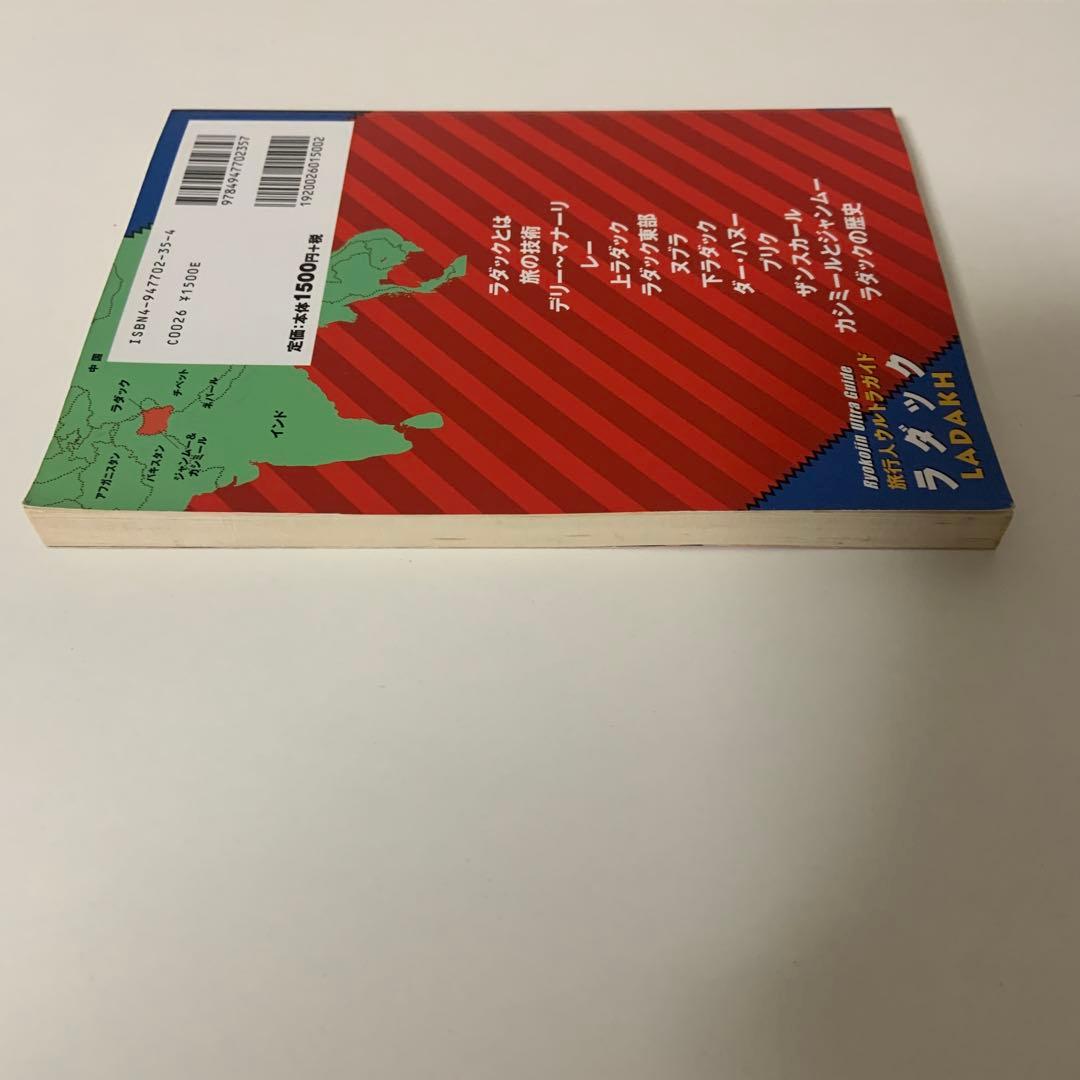 Ryokojin Ultra Guide
旅行人ウルトラガイド
ラダック
LADAKH
ラダックとは
旅の技術
デリー〜マナーリ
レー
上ラダック
ラダック東部
ヌブラ
下ラダック
ダー・ハヌー
プリク
ザンスカール
カシミールとジャンムー
ラダックの歴史
9784947702357
1920026015002
ISBN4-947702-35-4
C0026 ¥1500E
定価:本体1500円+税
中国
ラダック
チベット
ネパール
アフガニスタン
パキスタン
ジャンムー&
カシミール
インド